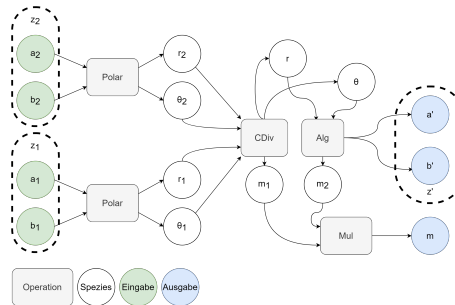 z2
a2
b2
Polar
r2
θ2
r
θ
CDiv
Alg
a'
b'
z'
z1
a1
b1
Polar
r1
θ1
m1
m2
Mul
m
Operation
Spezies
Eingabe
Ausgabe